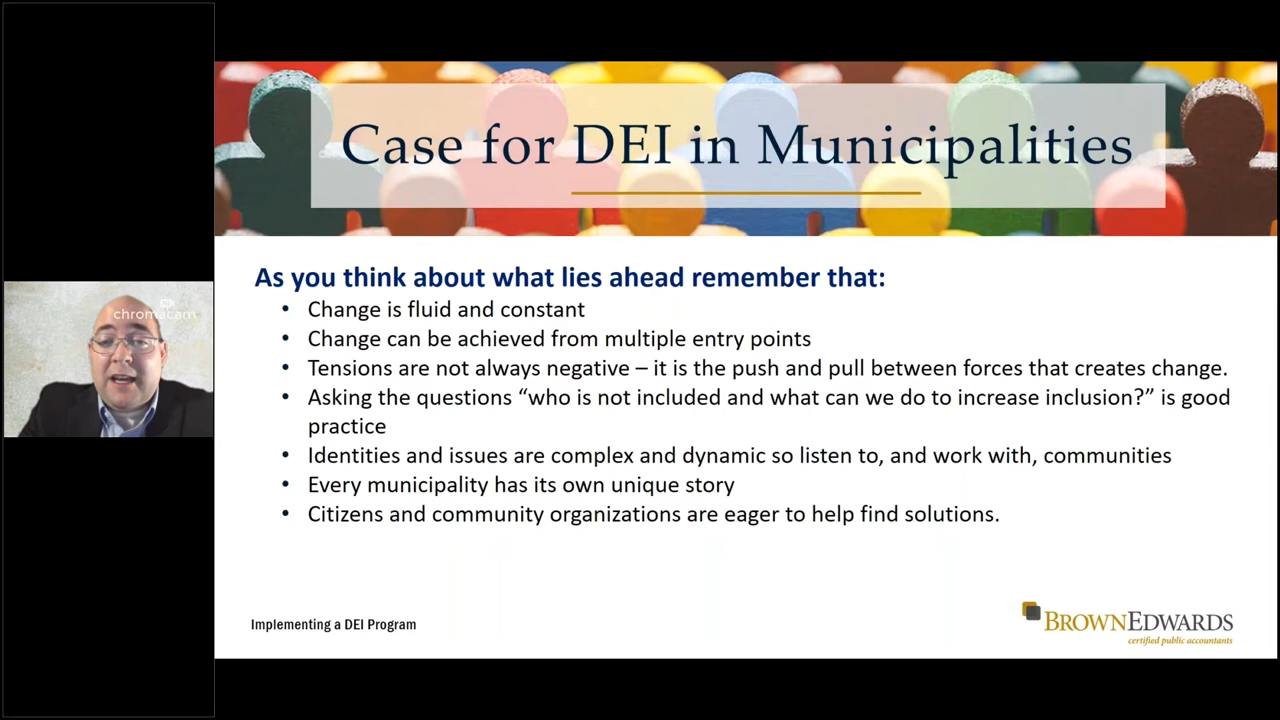 Case for DEI in Municipalities
chromacam
As you think about what lies ahead remember that:
• Change is fluid and constant
• Change can be achieved from multiple entry points
• Tensions are not always negative – it is the push and pull between forces that creates change.
• Asking the questions “who is not included and what can we do to increase inclusion?” is good
practice
• Identities and issues are complex and dynamic so listen to, and work with, communities
• Every municipality has its own unique story
• Citizens and community organizations are eager to help find solutions.
Implementing a DEI Program
BROWNEDWARDS
certified public accountants